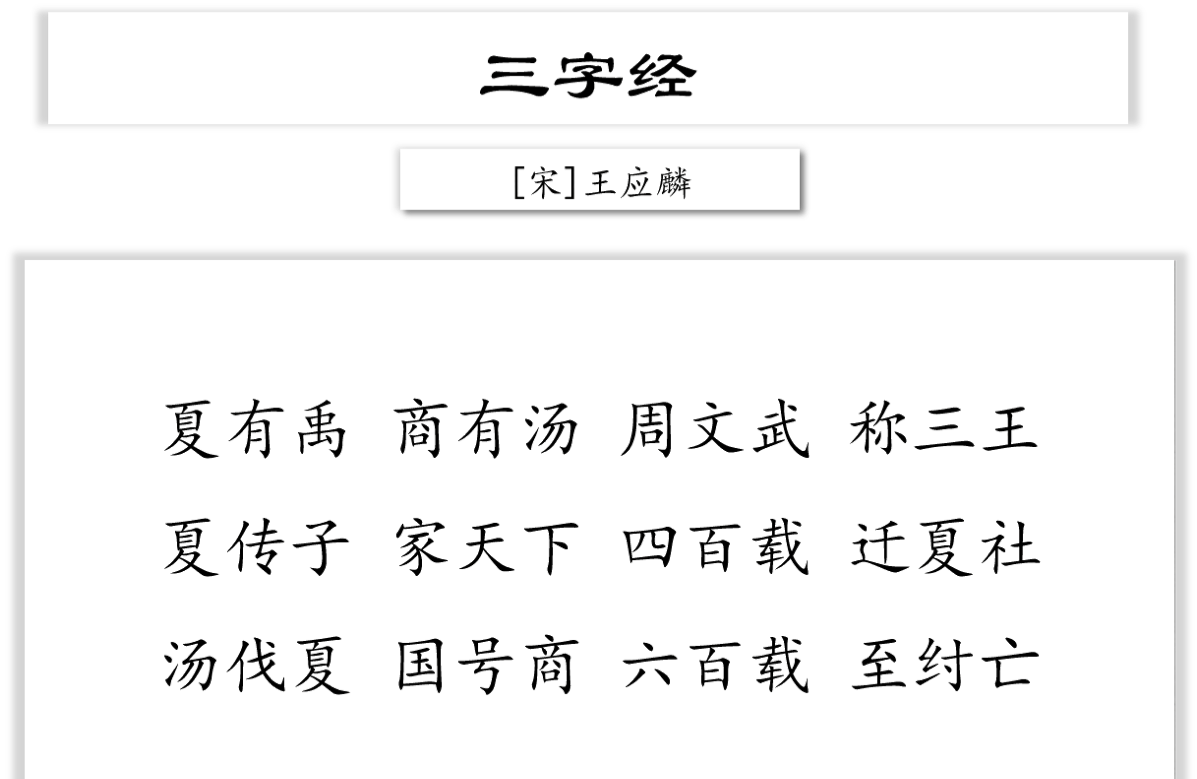 三字经
[宋]王应麟
夏有禹 商有汤 周文武 称三王
夏传子 家天下 四百载 迁夏社
汤伐夏 国号商 六百载 至纣亡